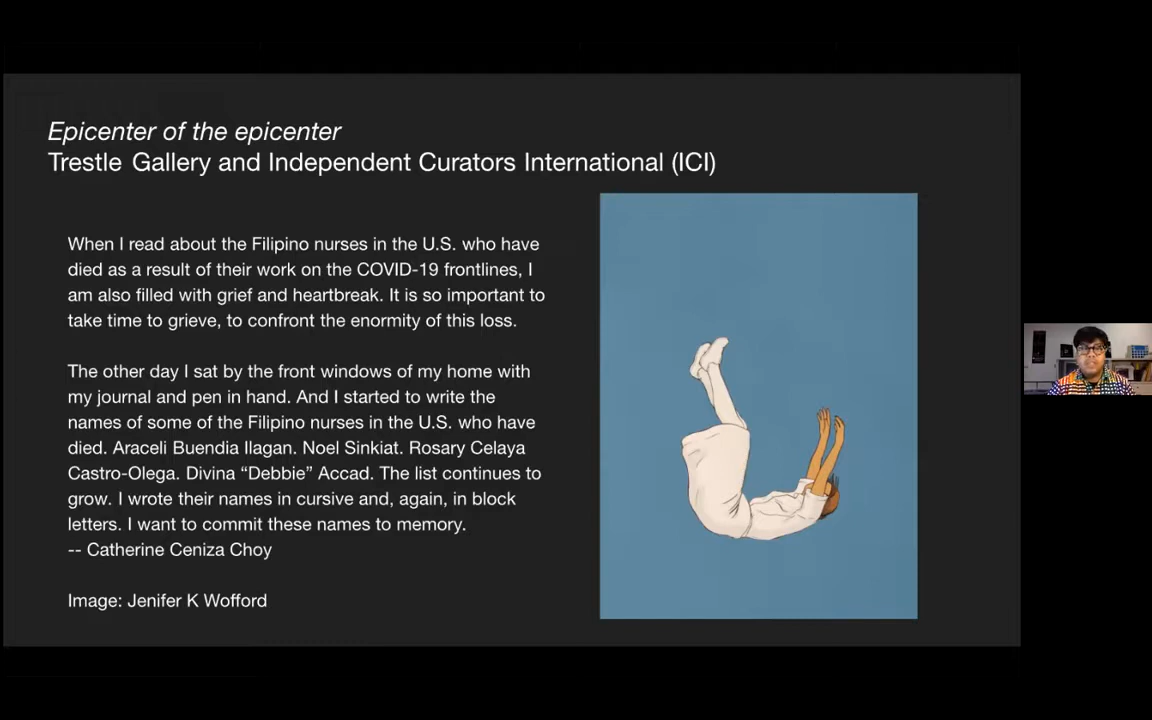 Epicenter of the epicenter
Trestle Gallery and Independent Curators International (ICI)
When I read about the Filipino nurses in the U.S. who have
died as a result of their work on the COVID-19 frontlines, I
am also filled with grief and heartbreak. It is so important to
take time to grieve, to confront the enormity of this loss.
The other day I sat by the front windows of my home with
my journal and pen in hand. And I started to write the
names of some of the Filipino nurses in the U.S. who have
died. Araceli Buendia Ilagan. Noel Sinkiat. Rosary Celaya
Castro-Olega. Divina “Debbie” Accad. The list continues to
grow. I wrote their names in cursive and, again, in block
letters. I want to commit these names to memory.
-- Catherine Ceniza Choy
Image: Jenifer K Wofford